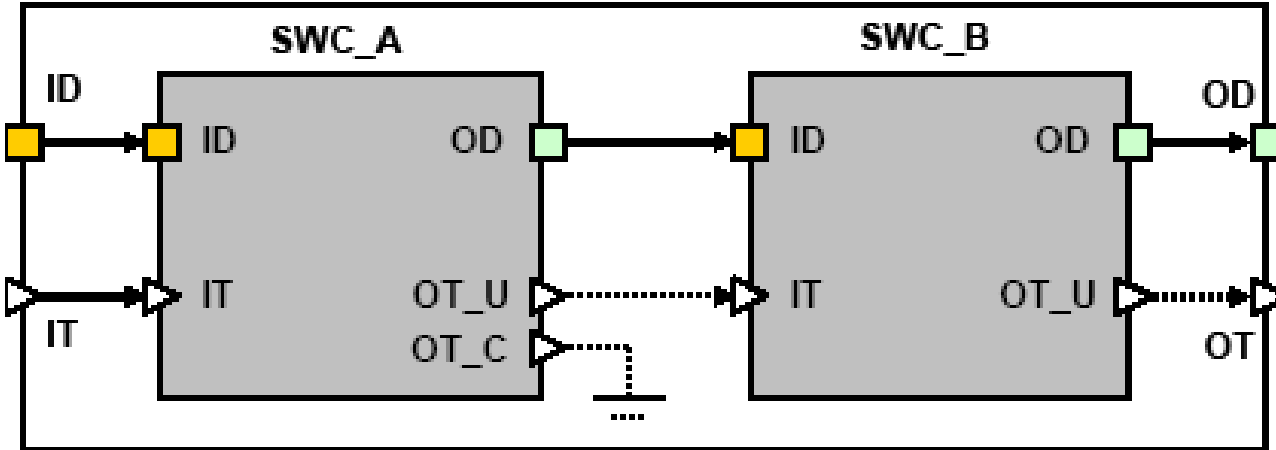 SWC_A
SWC_B
ID
OD
ID
OD
ID
OD
IT
OT_U
IT
OT_U
IT
OT_C
OT